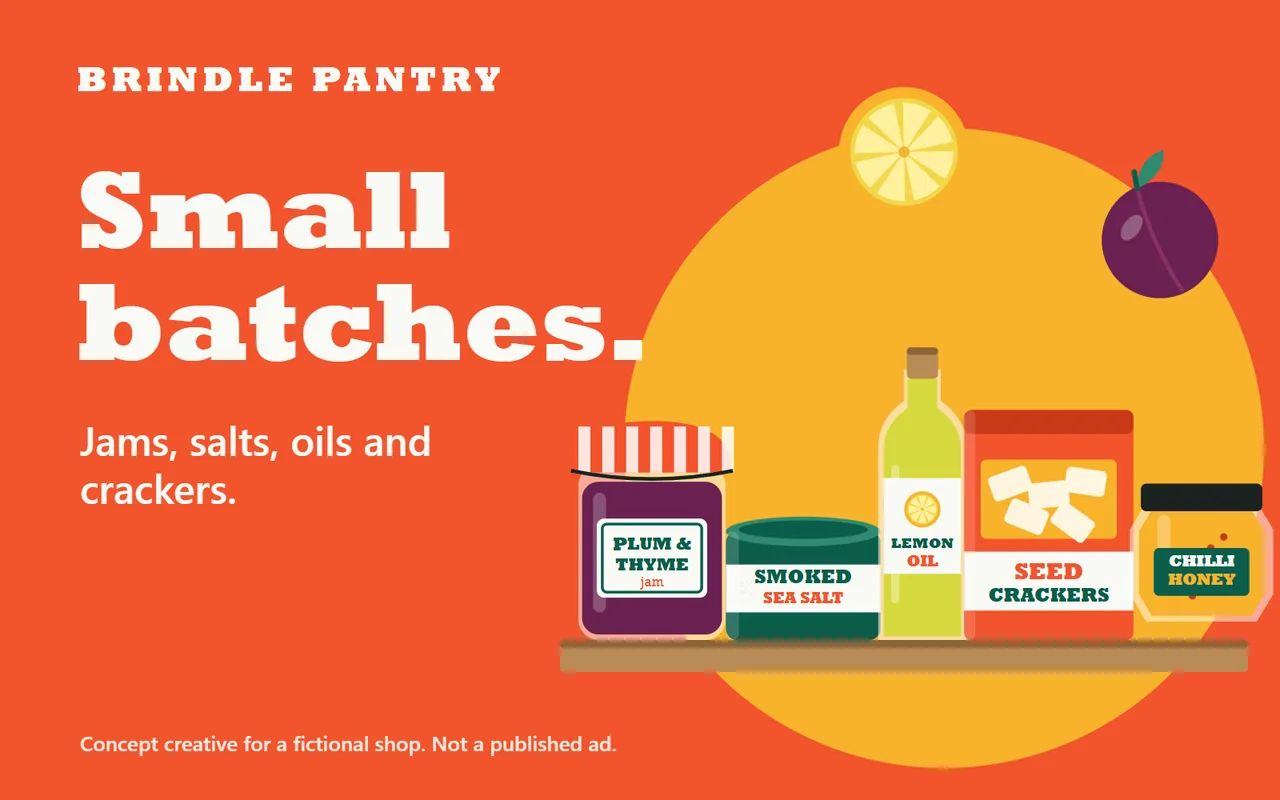 BRINDLE PANTRY
Small
batches.
Jams, salts, oils and
crackers.
PLUM &
THYME
jam
SMOKED
SEA SALT
LEMON
OIL
SEED
CRACKERS
CHILLI
HONEY
Concept creative for a fictional shop. Not a published ad.